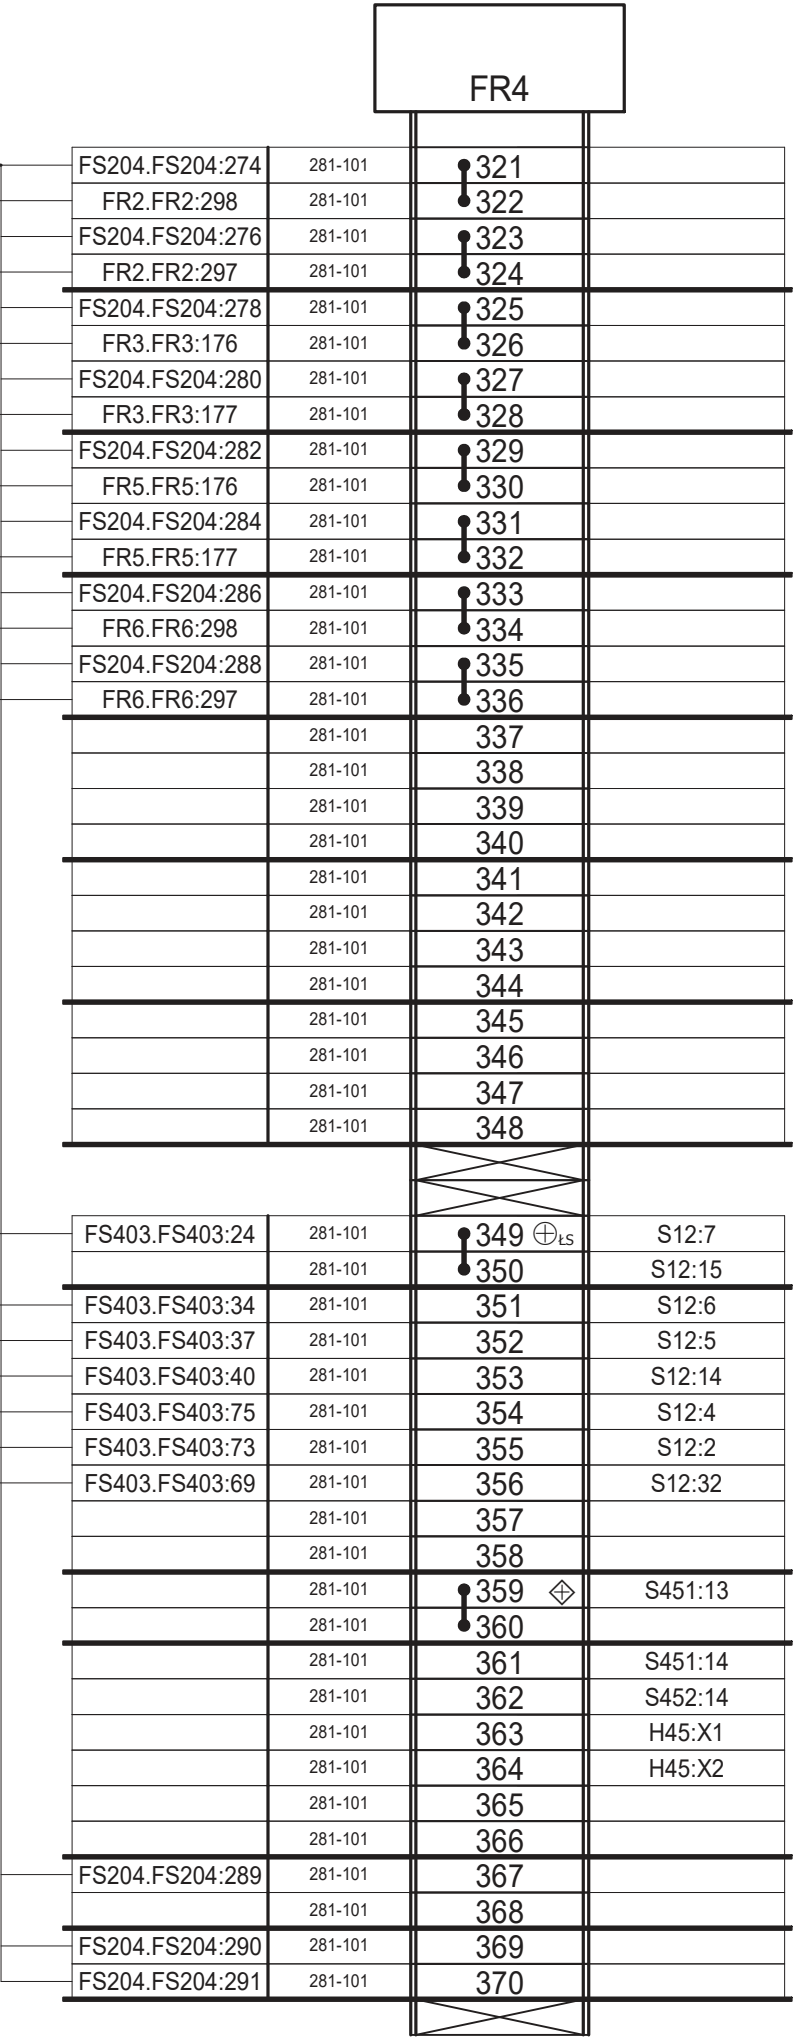 FR4
FS204.FS204:274 281-101 321
FR2.FR2:298 281-101 322
FS204.FS204:276 281-101 323
FR2.FR2:297 281-101 324
FS204.FS204:278 281-101 325
FR3.FR3:176 281-101 326
FS204.FS204:280 281-101 327
FR3.FR3:177 281-101 328
FS204.FS204:282 281-101 329
FR5.FR5:176 281-101 330
FS204.FS204:284 281-101 331
FR5.FR5:177 281-101 332
FS204.FS204:286 281-101 333
FR6.FR6:298 281-101 334
FS204.FS204:288 281-101 335
FR6.FR6:297 281-101 336
281-101 337
281-101 338
281-101 339
281-101 340
281-101 341
281-101 342
281-101 343
281-101 344
281-101 345
281-101 346
281-101 347
281-101 348
FS403.FS403:24 281-101 349 ŁS S12:7
281-101 350 S12:15
FS403.FS403:34 281-101 351 S12:6
FS403.FS403:37 281-101 352 S12:5
FS403.FS403:40 281-101 353 S12:14
FS403.FS403:75 281-101 354 S12:4
FS403.FS403:73 281-101 355 S12:2
FS403.FS403:69 281-101 356 S12:32
281-101 357
281-101 358
281-101 359 S451:13
281-101 360
281-101 361 S451:14
281-101 362 S452:14
281-101 363 H45:X1
281-101 364 H45:X2
281-101 365
281-101 366
FS204.FS204:289 281-101 367
281-101 368
FS204.FS204:290 281-101 369
FS204.FS204:291 281-101 370